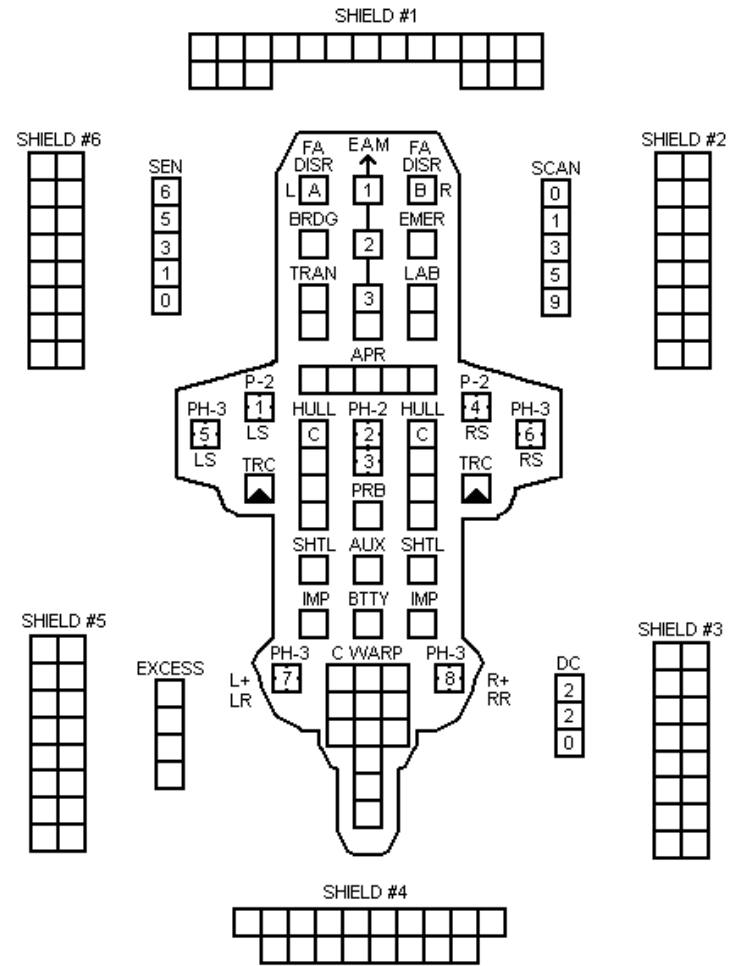 SHIELD #1
SHIELD #6
SHIELD #2
FA EAM FA
DISR DISR
SEN
SCAN
L A 1 B R
6
0
BRDG EMER
5
1
2
3
3
TRAN LAB
1
5
3
0
9
APR
P-2 P-2
PH-3 1 HULL PH-2 HULL 4 PH-3
5 LS C 2 C RS 6
LS RS
3
TRC TRC
PRB
SHTL AUX SHTL
IMP BTTY IMP
SHIELD #5
SHIELD #3
PH-3 C WARP PH-3
EXCESS
DC
L+ 7 8 R+
LR RR
2
2
0
SHIELD #4